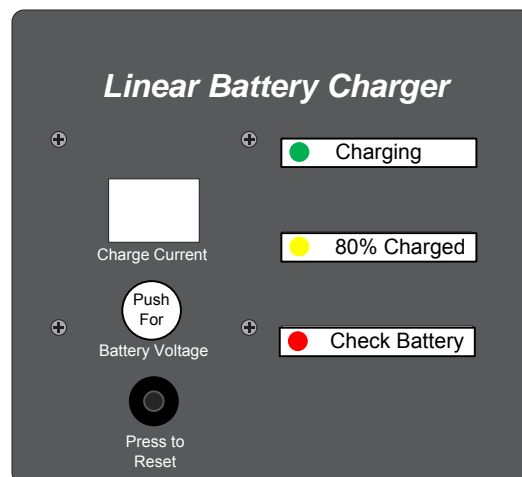 Linear Battery Charger
Charging
Charge Current
80% Charged
Push
For
Battery Voltage
Check Battery
Press to
Reset